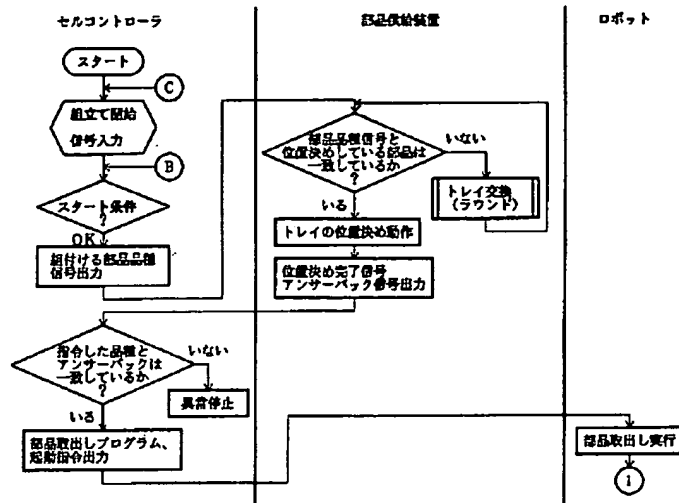 セルコントローラ
部品供給装置
ロボット
スタート
C
組立て開始
信号入力
B
スタート条件
?
OK
組付ける部品品種
信号出力
部品品種信号と
位置決めしている部品は
一致しているか
?
いない
トレイ交換
(ラウンド)
いる
トレイの位置決め動作
位置決め完了信号
アンサーバック信号出力
指令した品種と
アンサーバックは
一致しているか
?
いない
異常停止
いる
部品取出しプログラム、
起動指令出力
部品取出し実行
1